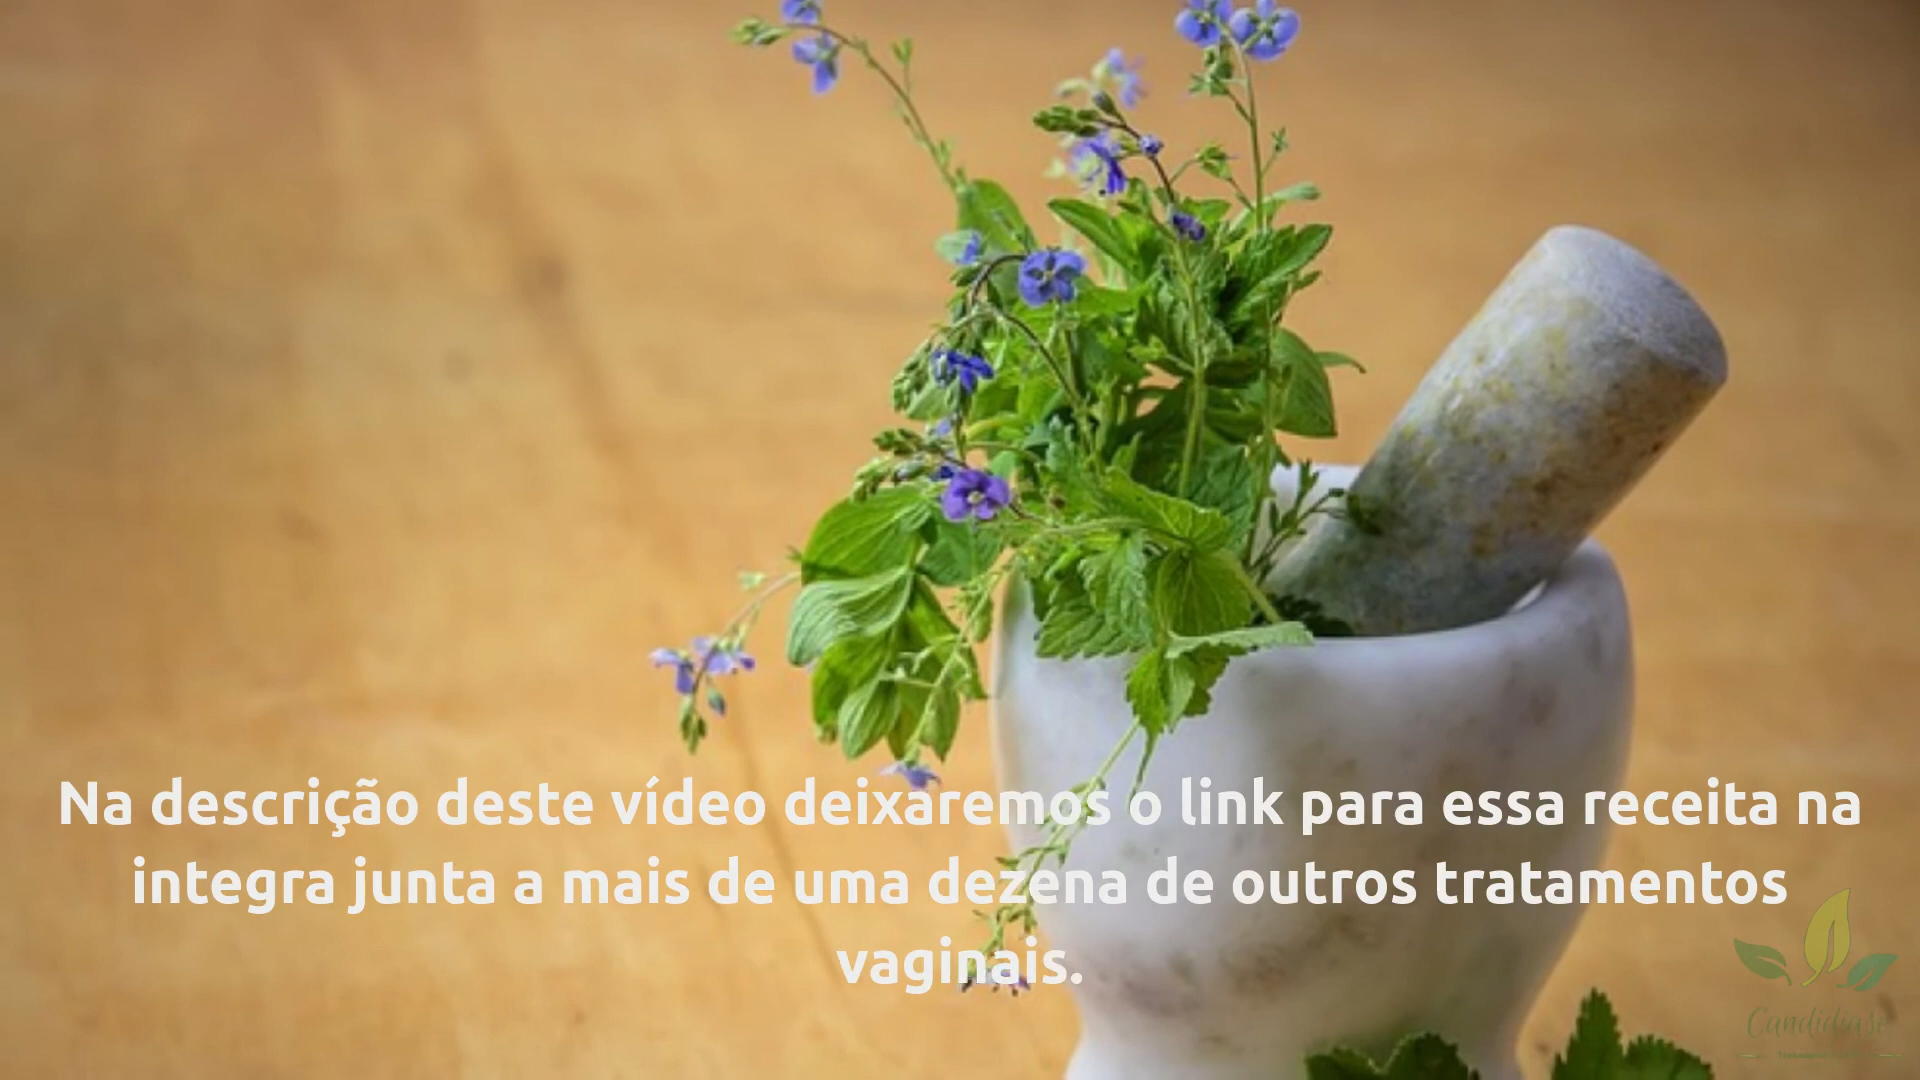 Na descrição deste vídeo deixaremos o link para essa receita na
integra junta a mais de uma dezena de outros tratamentos
vaginais.
Candidíase